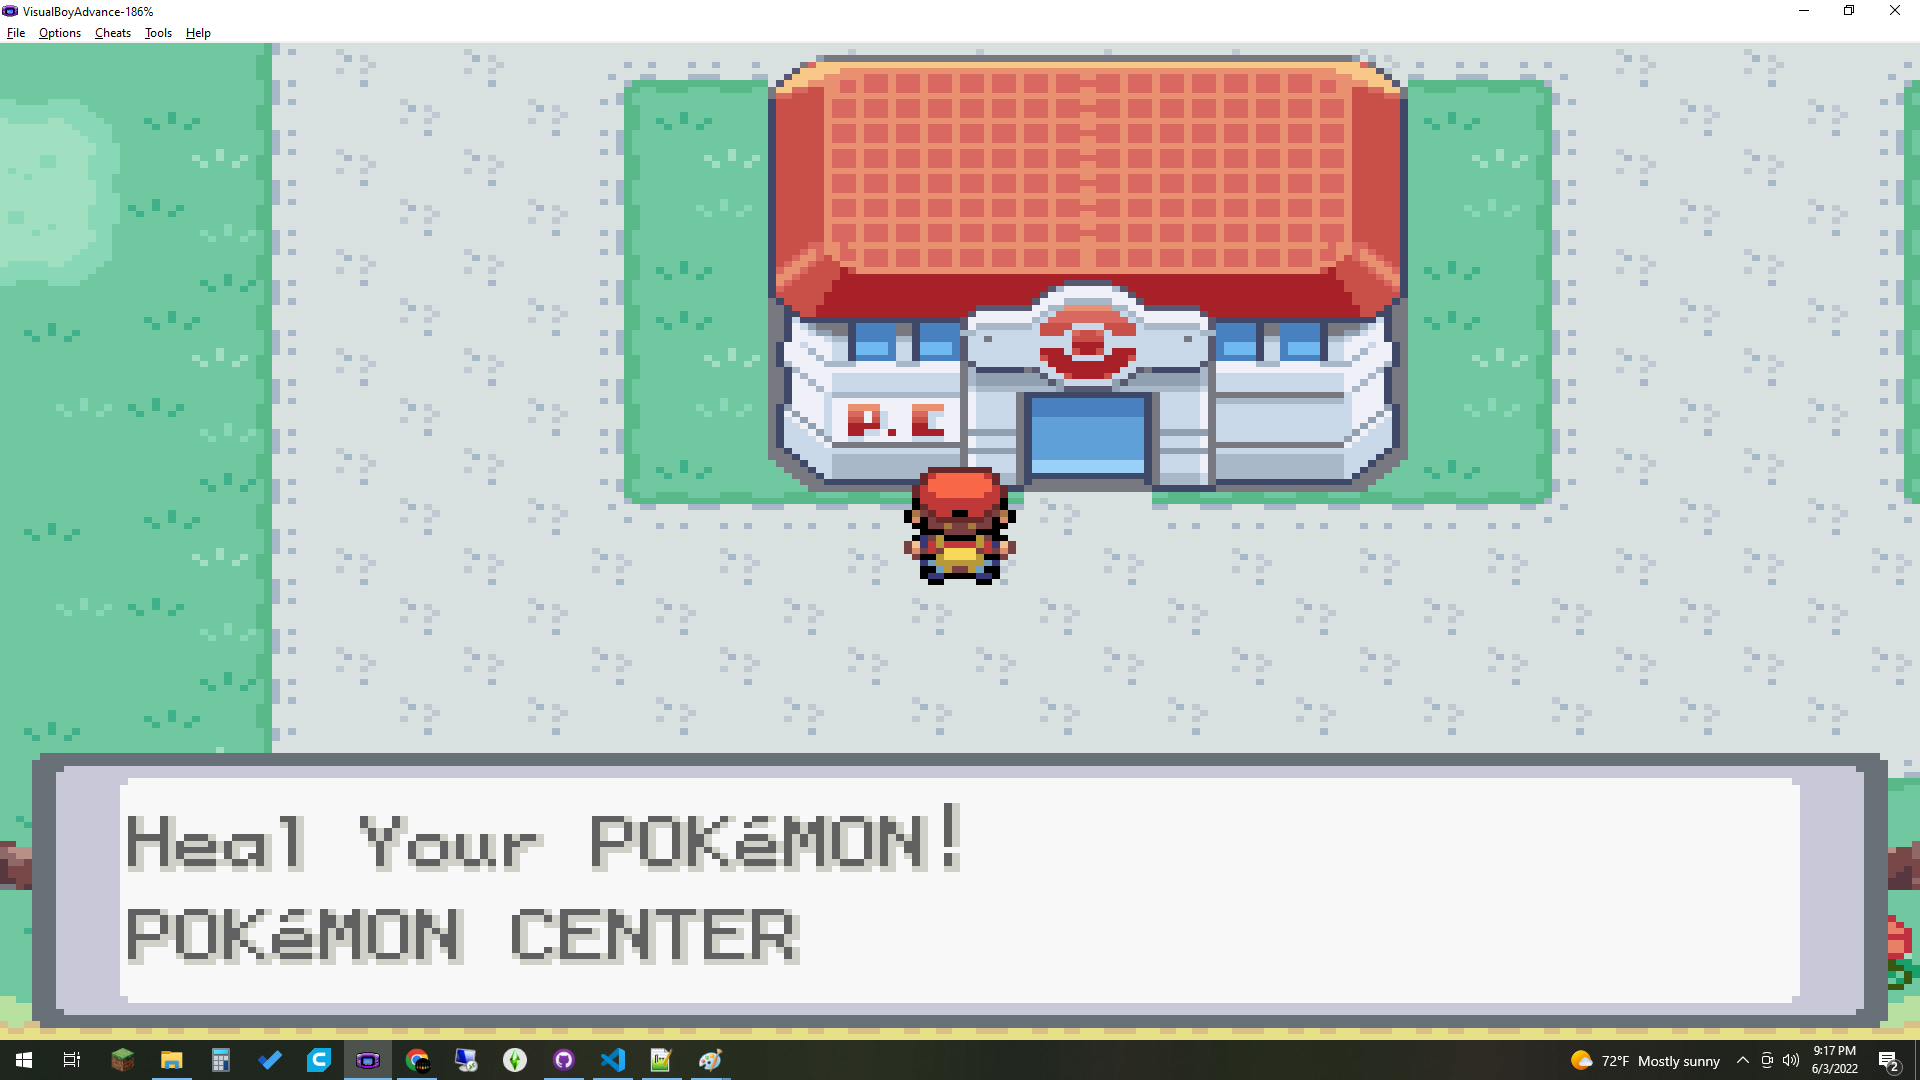 VisualBoyAdvance-186%
File Options Cheats Tools Help
P.C
Heal Your POKéMON!
POKéMON CENTER
72°F Mostly sunny
9:17 PM
6/3/2022
2